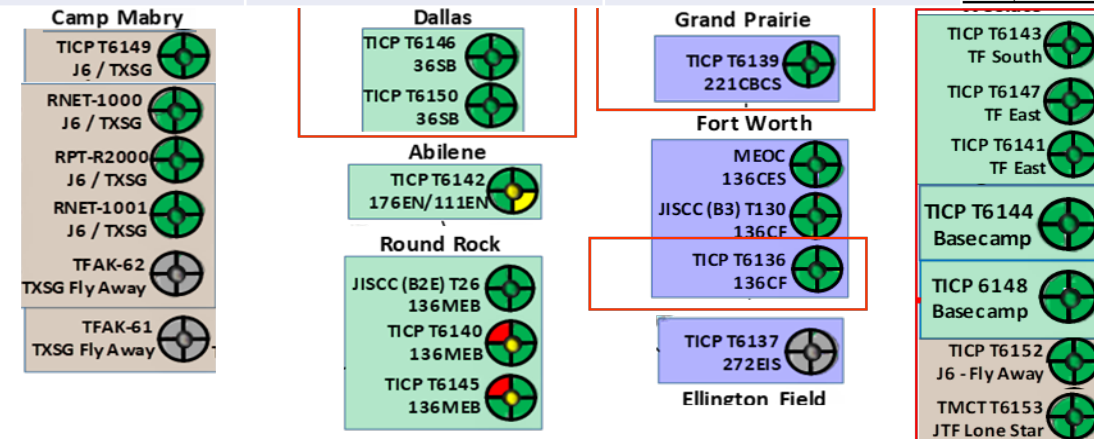 Camp Mabry
TICP T6149
J6 / TXSG
RNET-1000
J6 / TXSG
RPT-R2000
J6 / TXSG
RNET-1001
J6 / TXSG
TFAK-62
TXSG Fly Away
TFAK-61
TXSG Fly Away
Dallas
TICP T6146
36SB
TICP T6150
36SB
Abilene
TICP T6142
176EN/111EN
Round Rock
JISCC (B2E) T26
136MEB
TICP T6140
136MEB
TICP T6145
136MEB
Grand Prairie
TICP T6139
221CBCS
Fort Worth
MEOC
136CES
JISCC (B3) T130
136CF
TICP T6136
136CF
TICP T6137
272EIS
Ellington Field
TICP T6143
TF South
TICP T6147
TF East
TICP T6141
TF East
TICP T6144
Basecamp
TICP 6148
Basecamp
TICP T6152
J6 - Fly Away
TMCT T6153
JTF Lone Star